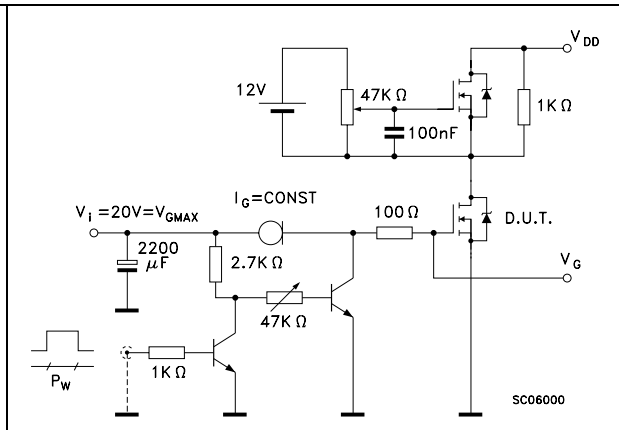 V_DD
12V
47KΩ
1KΩ
100nF
I_G=CONST
V_i=20V=V_GMAX
100Ω
D.U.T.
2200
μF
2.7KΩ
V_G
47KΩ
1KΩ
P_W
SC06000